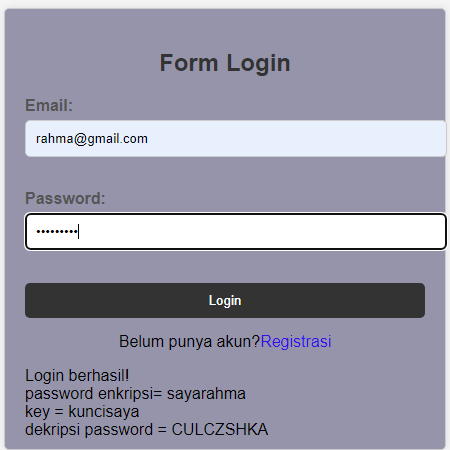 Form Login
Email:
rahma@gmail.com
Password:
•••••••••
Login
Belum punya akun?Registrasi
Login berhasil!
password enkripsi= sayarahma
key = kuncisaya
dekripsi password = CULCZSHKA